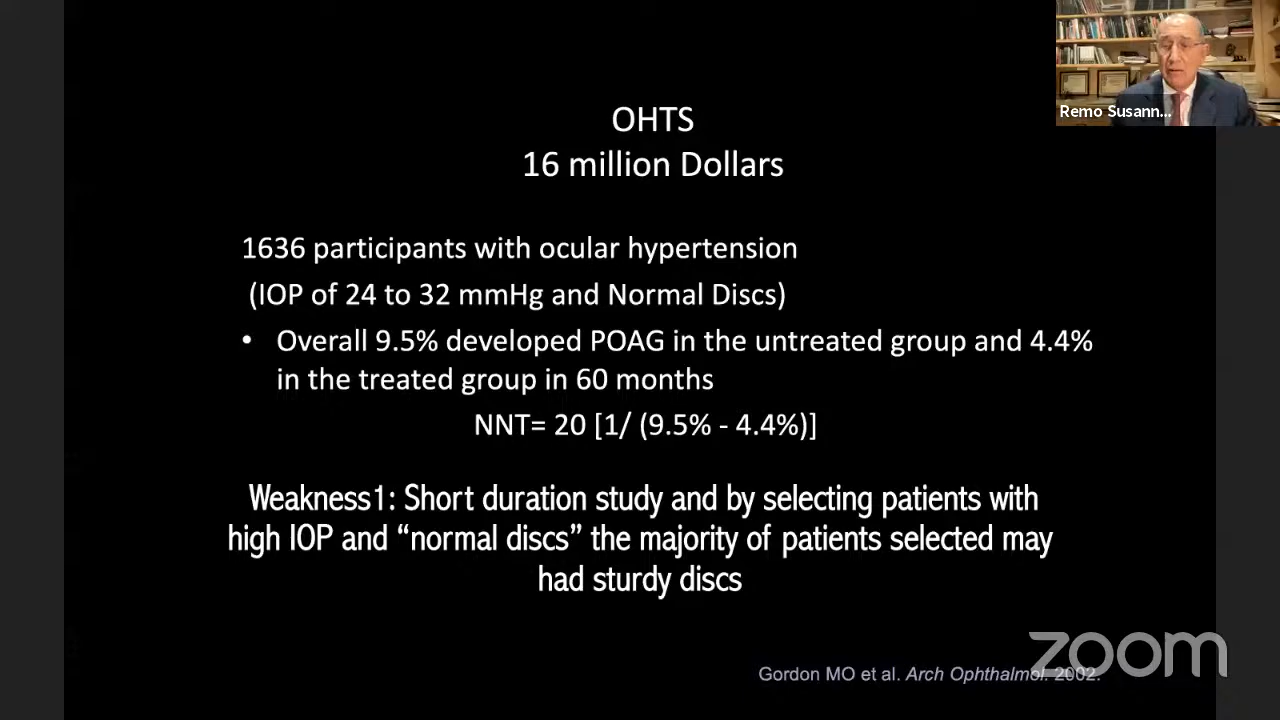 OHTS
16 million Dollars
1636 participants with ocular hypertension
(IOP of 24 to 32 mmHg and Normal Discs)
• Overall 9.5% developed POAG in the untreated group and 4.4%
in the treated group in 60 months
NNT= 20 [1/ (9.5% - 4.4%)]
Weakness1: Short duration study and by selecting patients with
high IOP and “normal discs” the majority of patients selected may
had sturdy discs
Gordon MO et al. Arch Ophthalmol. 2002.
Remo Susann...
zoom